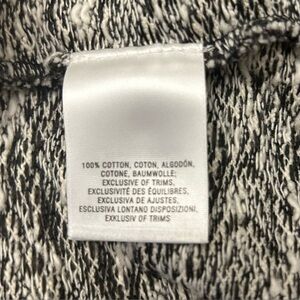 100% COTTON, COTON, ALGODÓN,
COTONE, BAUMWOLLE;
EXCLUSIVE OF TRIMS,
EXCLUSIVITÉ DES ÉQUILIBRES,
EXCLUSIVA DE AJUSTES,
ESCLUSIVA LONTANO DISPOSIZIONI,
EXKLUSIV OF TRIMS